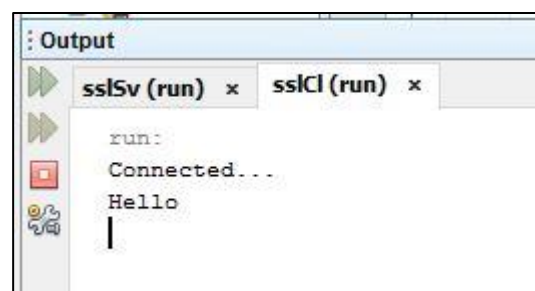 Output
sslSv (run) × sslCl (run) ×
run:
Connected...
Hello